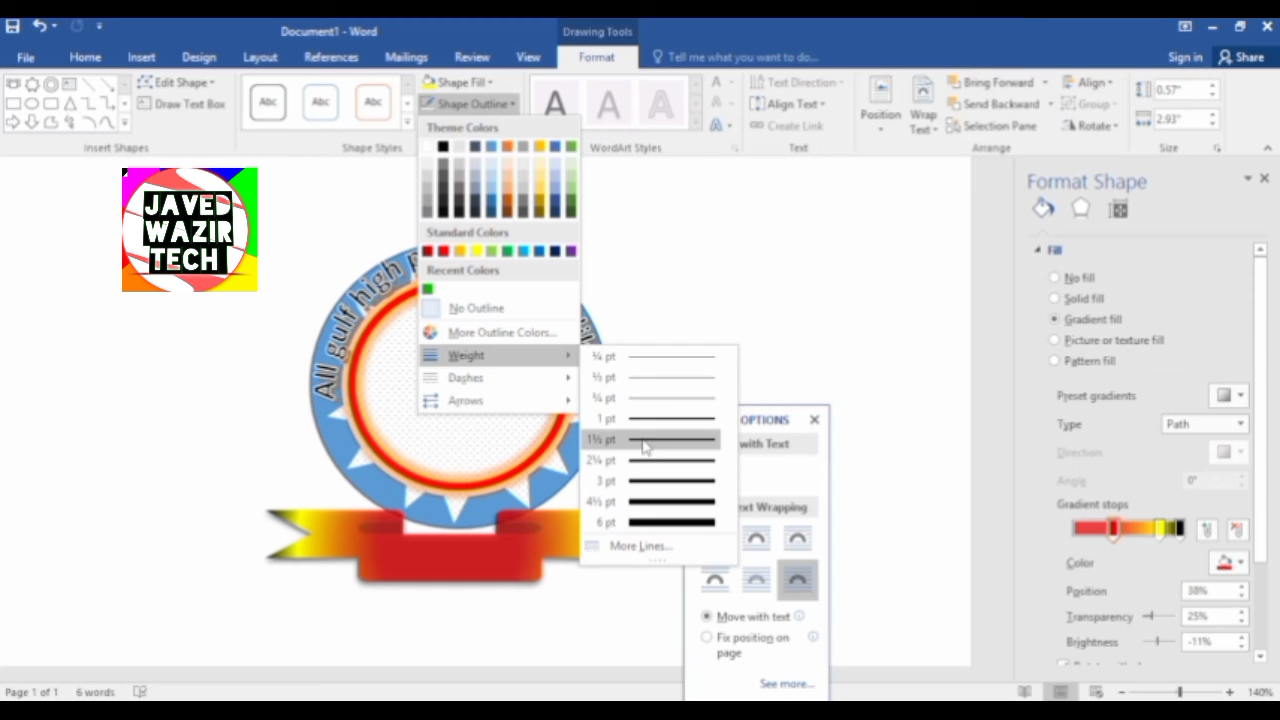 Document1 - Word
Drawing Tools
File
Home
Insert
Design
Layout
References
Mailings
Review
View
Format
Tell me what you want to do...
Sign in
Share
Edit Shape
Draw Text Box
Insert Shapes
Abc
Abc
Abc
Shape Styles
Shape Fill
Shape Outline
A
A
A
WordArt Styles
Text Direction
Align Text
Create Link
Text
Position
Wrap
Text
Bring Forward
Send Backward
Selection Pane
Align
Group
Rotate
Arrange
0.57"
2.93"
Size
Theme Colors
Standard Colors
Recent Colors
No Outline
More Outline Colors...
Weight
Dashes
Arrows
¼ pt
½ pt
¾ pt
1 pt
1½ pt
2¼ pt
3 pt
4½ pt
6 pt
More Lines...
JAVED
WAZIR
TECH
All gulf high
OPTIONS
with Text
Text Wrapping
Move with text
Fix position on
page
See more...
Format Shape
Fill
No fill
Solid fill
Gradient fill
Picture or texture fill
Pattern fill
Preset gradients
Type
Path
Direction
Angle
0°
Gradient stops
Color
Position
38%
Transparency
25%
Brightness
-11%
Page 1 of 1
6 words
140%